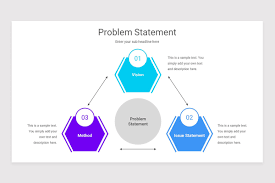 Problem Statement
Enter your sub headline here
01
Vision
This is a sample text.
You simply add your
own text and
description here.
This is a sample text. You
simply add your own text
and description here.
03
Method
Problem
Statement
02
Issue Statement
This is a sample text.
You simply add your
own text and
description here.